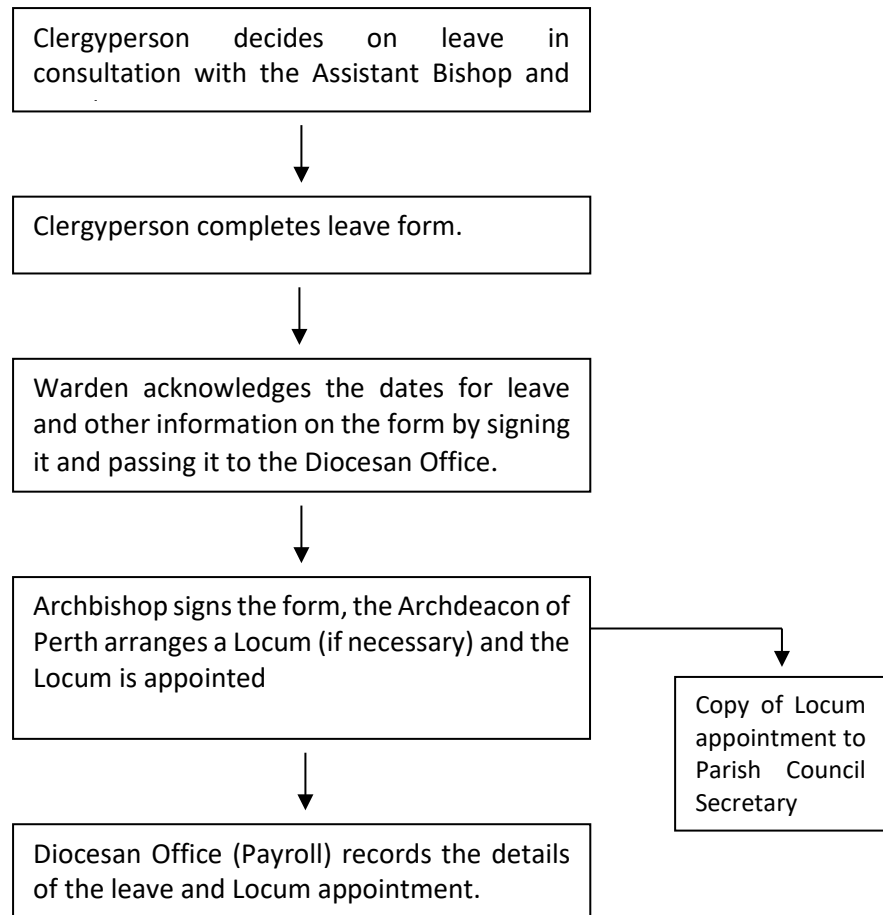 Clergyperson decides on leave in
consultation with the Assistant Bishop and
Clergyperson completes leave form.
Warden acknowledges the dates for leave
and other information on the form by signing
it and passing it to the Diocesan Office.
Archbishop signs the form, the Archdeacon of
Perth arranges a Locum (if necessary) and the
Locum is appointed
Copy of Locum
appointment to
Parish Council
Secretary
Diocesan Office (Payroll) records the details
of the leave and Locum appointment.